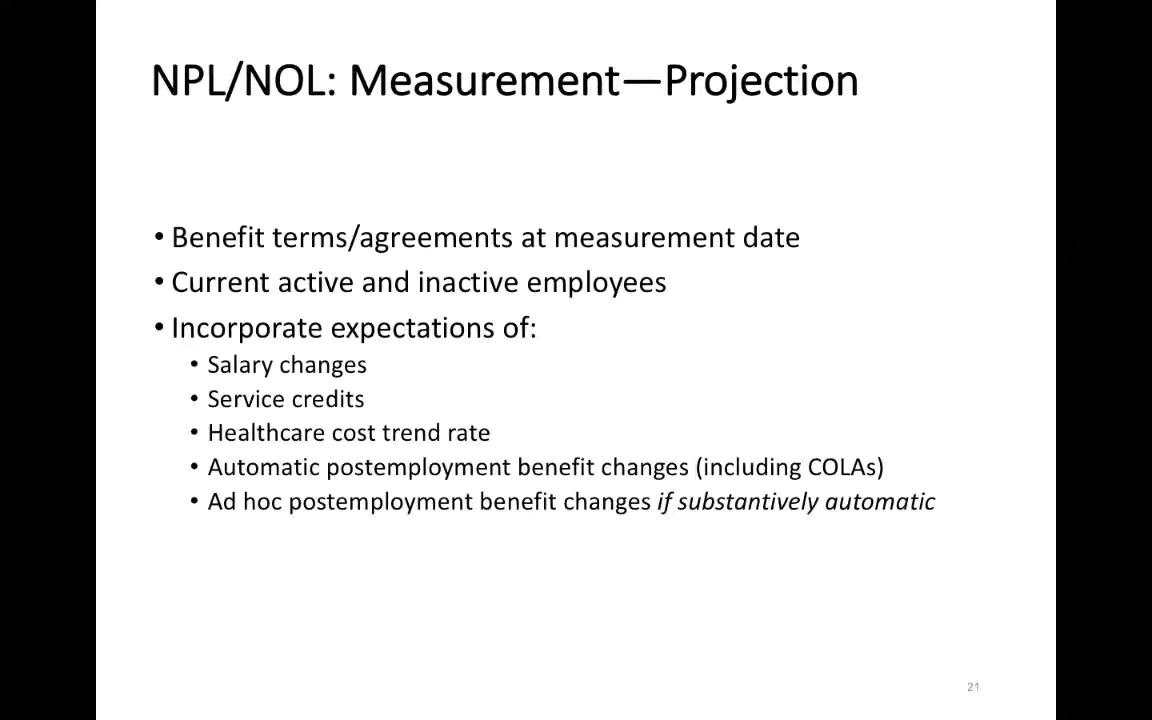 NPL/NOL: Measurement—Projection
• Benefit terms/agreements at measurement date
• Current active and inactive employees
• Incorporate expectations of:
• Salary changes
• Service credits
• Healthcare cost trend rate
• Automatic postemployment benefit changes (including COLAs)
• Ad hoc postemployment benefit changes if substantively automatic
21